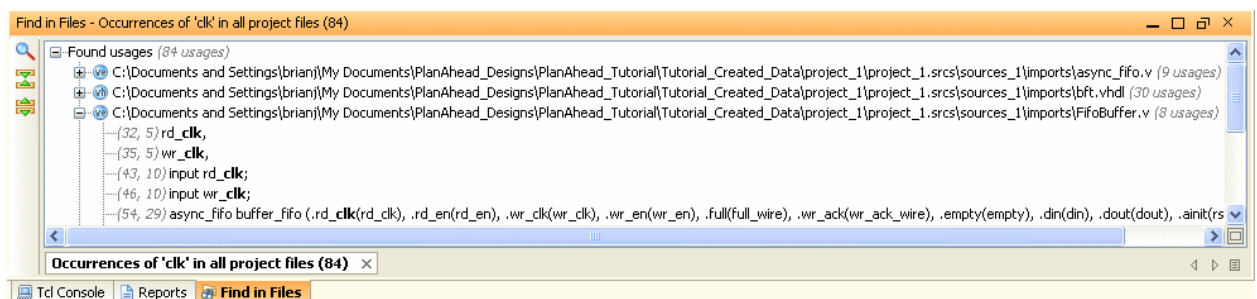 Find in Files - Occurrences of 'clk' in all project files (84)
Found usages (84 usages)
ve C:\Documents and Settings\brianj\My Documents\PlanAhead_Designs\PlanAhead_Tutorial\Tutorial_Created_Data\project_1\project_1.srcs\sources_1\imports\async_fifo.v (9 usages)
vh C:\Documents and Settings\brianj\My Documents\PlanAhead_Designs\PlanAhead_Tutorial\Tutorial_Created_Data\project_1\project_1.srcs\sources_1\imports\bft.vhdl (30 usages)
ve C:\Documents and Settings\brianj\My Documents\PlanAhead_Designs\PlanAhead_Tutorial\Tutorial_Created_Data\project_1\project_1.srcs\sources_1\imports\FifoBuffer.v (8 usages)
(32, 5) rd_clk,
(35, 5) wr_clk,
(43, 10) input rd_clk;
(46, 10) input wr_clk;
(54, 29) async_fifo buffer_fifo (.rd_clk(rd_clk), .rd_en(rd_en), .wr_clk(wr_clk), .wr_en(wr_en), .full(full_wire), .wr_ack(wr_ack_wire), .empty(empty), .din(din), .dout(dout), .ainit(rs
Occurrences of 'clk' in all project files (84)
Tcl Console Reports Find in Files